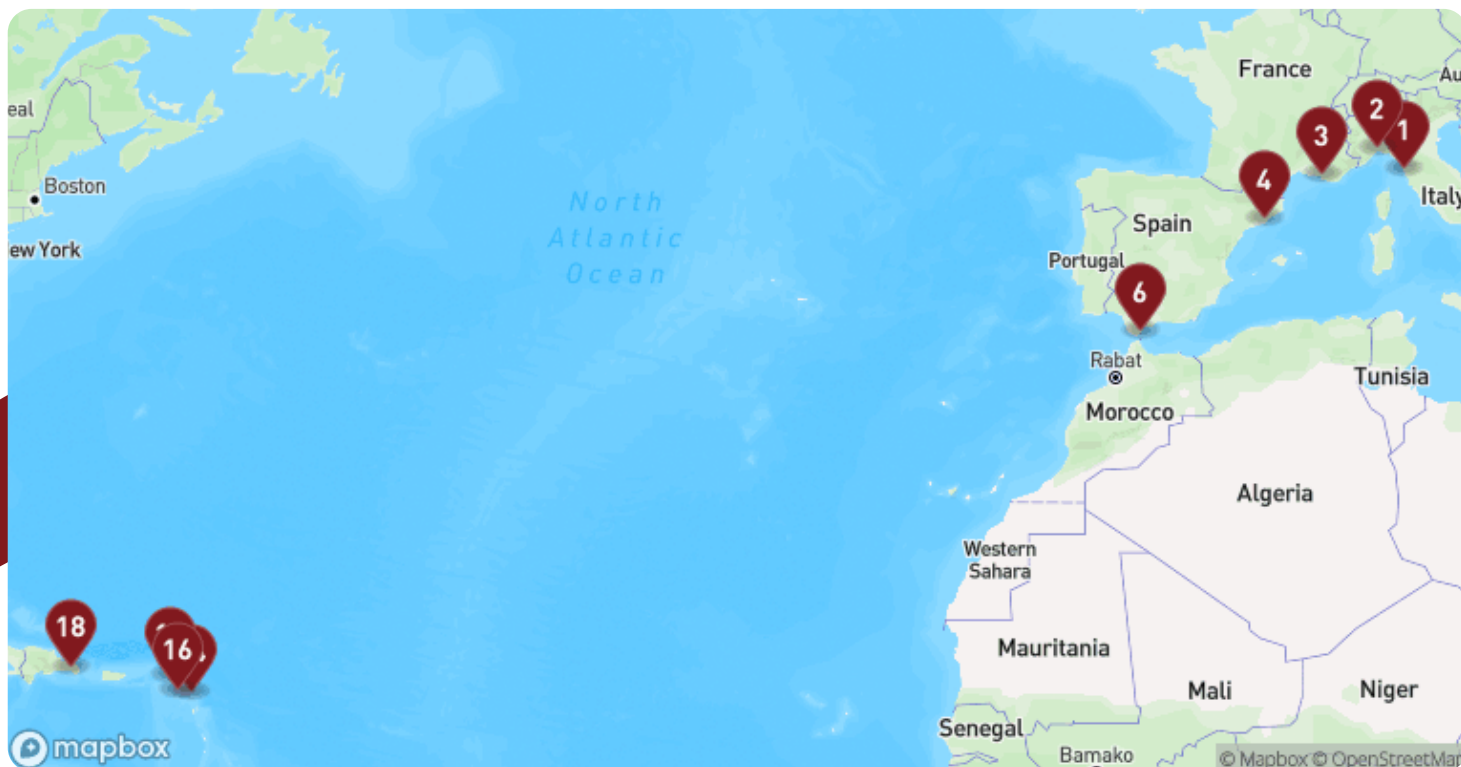 France
Au
2
1
3
eal
4
Boston
Italy
North
Atlantic
Ocean
Spain
ew York
Portugal
6
Rabat
Tunisia
Morocco
Algeria
Western
Sahara
18
16
Mauritania
Mali
Niger
Senegal
mapbox
Bamako
© Mapbox © OpenStreetMap